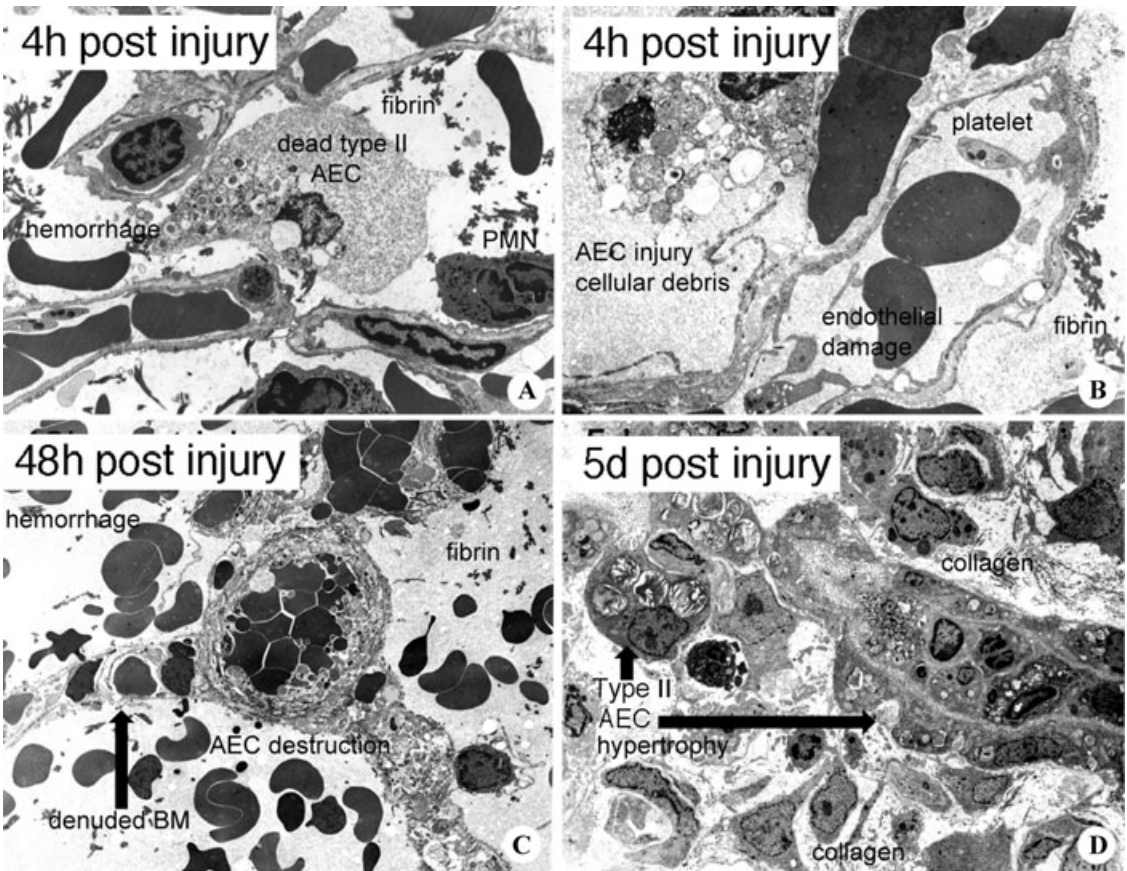 4h post injury
fibrin
dead type II
AEC
hemorrhage
PMN
A
4h post injury
platelet
AEC injury
cellular debris
endothelial
damage
fibrin
B
48h post injury
hemorrhage
fibrin
AEC destruction
denuded BM
C
5d post injury
collagen
Type II
AEC
hypertrophy
collagen
D